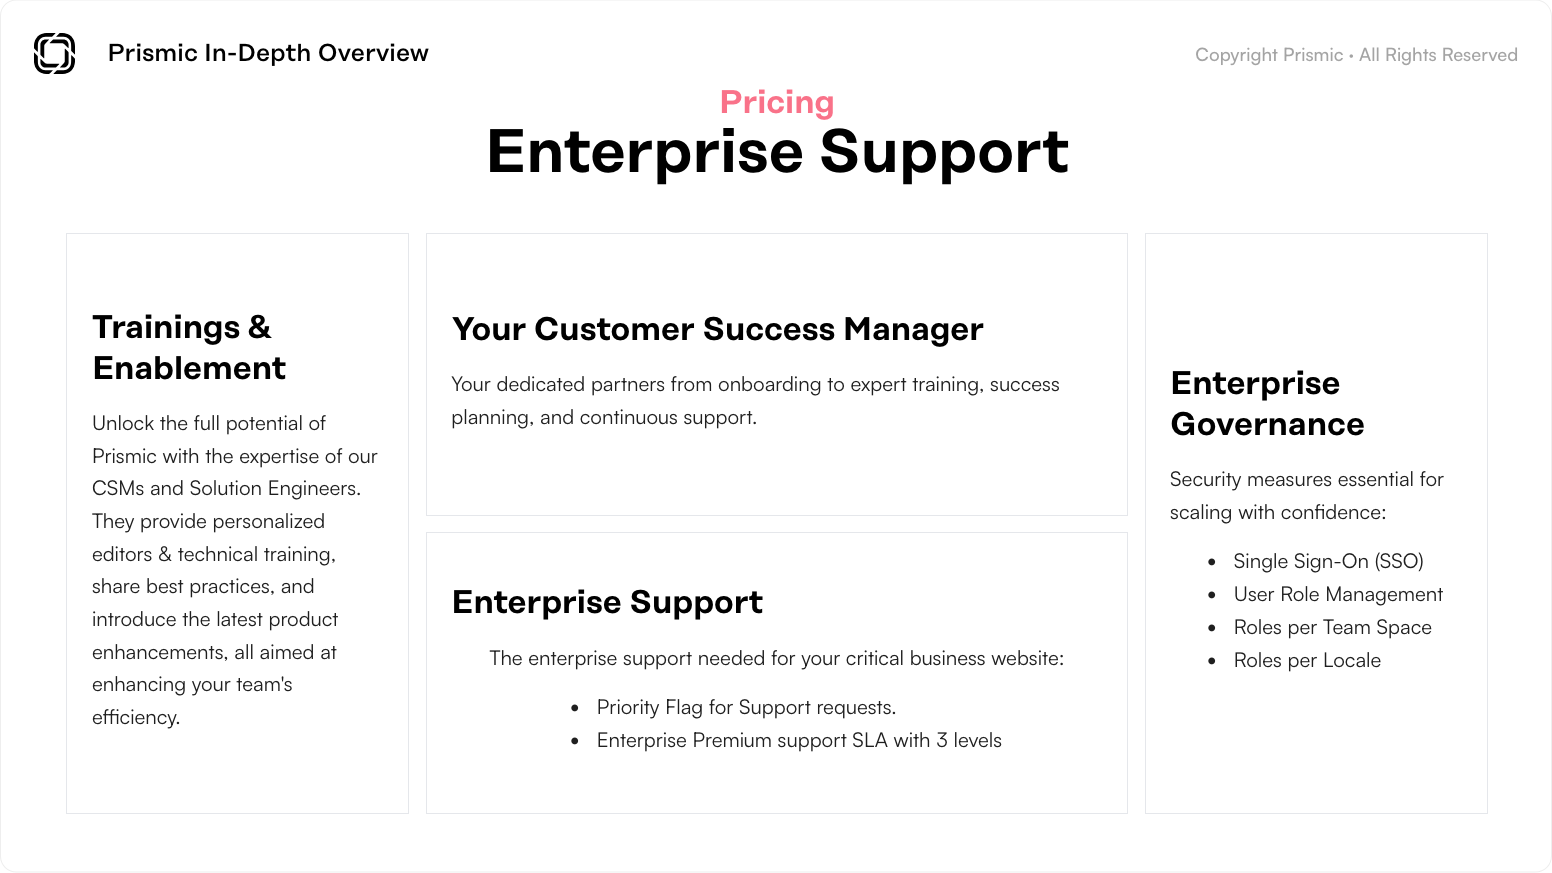 Prismic In-Depth Overview
Copyright Prismic • All Rights Reserved
Pricing
Enterprise Support
Trainings &
Enablement
Unlock the full potential of
Prismic with the expertise of our
CSMs and Solution Engineers.
They provide personalized
editors & technical training,
share best practices, and
introduce the latest product
enhancements, all aimed at
enhancing your team's
efficiency.
Your Customer Success Manager
Your dedicated partners from onboarding to expert training, success
planning, and continuous support.
Enterprise Support
The enterprise support needed for your critical business website:
• Priority Flag for Support requests.
• Enterprise Premium support SLA with 3 levels
Enterprise
Governance
Security measures essential for
scaling with confidence:
• Single Sign-On (SSO)
• User Role Management
• Roles per Team Space
• Roles per Locale